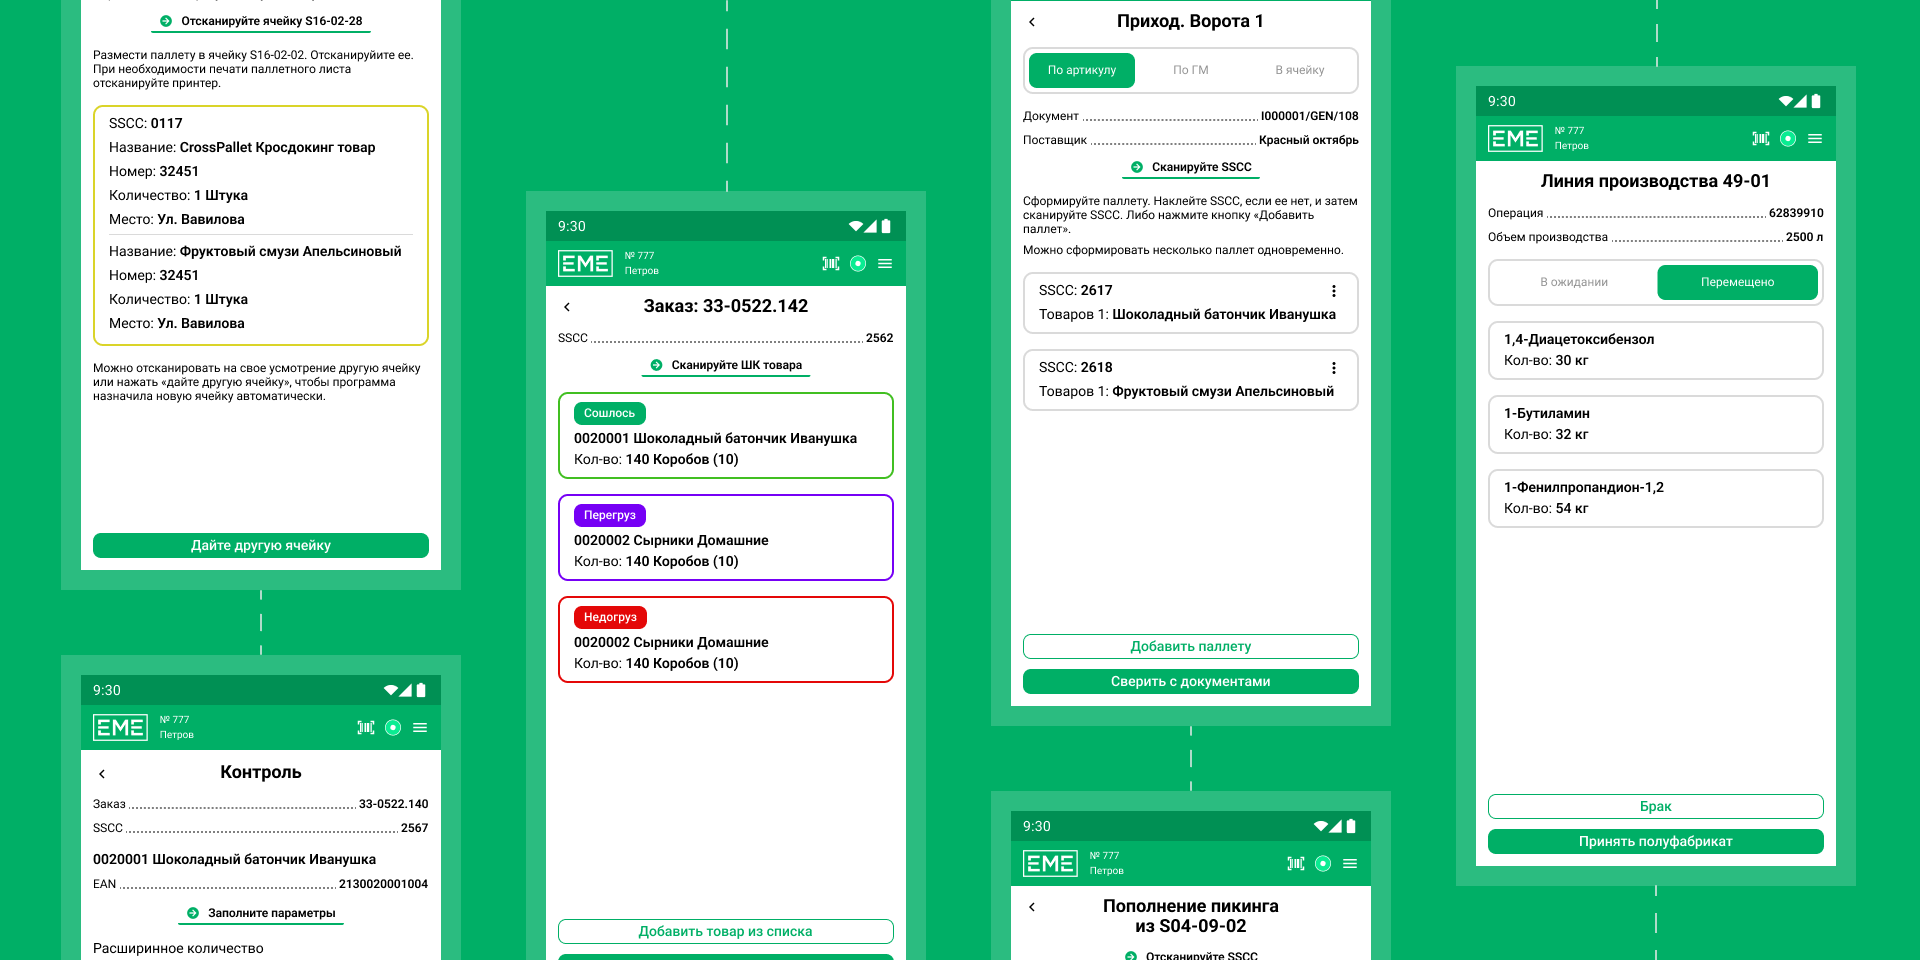 Отсканируйте ячейку S16-02-28
Размести паллету в ячейку S16-02-02. Отсканируйте ее.
При необходимости печати паллетного листа
отсканируйте принтер.
SSCC: 0117
Название: CrossPallet Кросдокинг товар
Номер: 32451
Количество: 1 Штука
Место: Ул. Вавилова
Название: Фруктовый смузи Апельсиновый
Номер: 32451
Количество: 1 Штука
Место: Ул. Вавилова
Можно отсканировать на свое усмотрение другую ячейку
или нажать «дайте другую ячейку», чтобы программа
назначила новую ячейку автоматически.
Дайте другую ячейку
9:30
EME
№ 777
Петров
Контроль
Заказ 33-0522.140
SSCC 2567
0020001 Шоколадный батончик Иванушка
EAN 2130020001004
Заполните параметры
Расширинное количество
9:30
EME
№ 777
Петров
Заказ: 33-0522.142
SSCC 2562
Сканируйте ШК товара
Сошлось
0020001 Шоколадный батончик Иванушка
Кол-во: 140 Коробов (10)
Перегруз
0020002 Сырники Домашние
Кол-во: 140 Коробов (10)
Недогруз
0020002 Сырники Домашние
Кол-во: 140 Коробов (10)
Добавить товар из списка
Приход. Ворота 1
По артикулу По ГМ В ячейку
Документ I000001/GEN/108
Поставщик Красный октябрь
Сканируйте SSCC
Сформируйте паллету. Наклейте SSCC, если ее нет, и затем
сканируйте SSCC. Либо нажмите кнопку «Добавить
паллет».
Можно сформировать несколько паллет одновременно.
SSCC: 2617
Товаров 1: Шоколадный батончик Иванушка
SSCC: 2618
Товаров 1: Фруктовый смузи Апельсиновый
Добавить паллету
Сверить с документами
9:30
EME
№ 777
Петров
Пополнение пикинга
из S04-09-02
Отсканируйте SSCC
9:30
EME
№ 777
Петров
Линия производства 49-01
Операция 62839910
Объем производства 2500 л
В ожидании Перемещено
1,4-Диацетоксибензол
Кол-во: 30 кг
1-Бутиламин
Кол-во: 32 кг
1-Фенилпропандион-1,2
Кол-во: 54 кг
Брак
Принять полуфабрикат